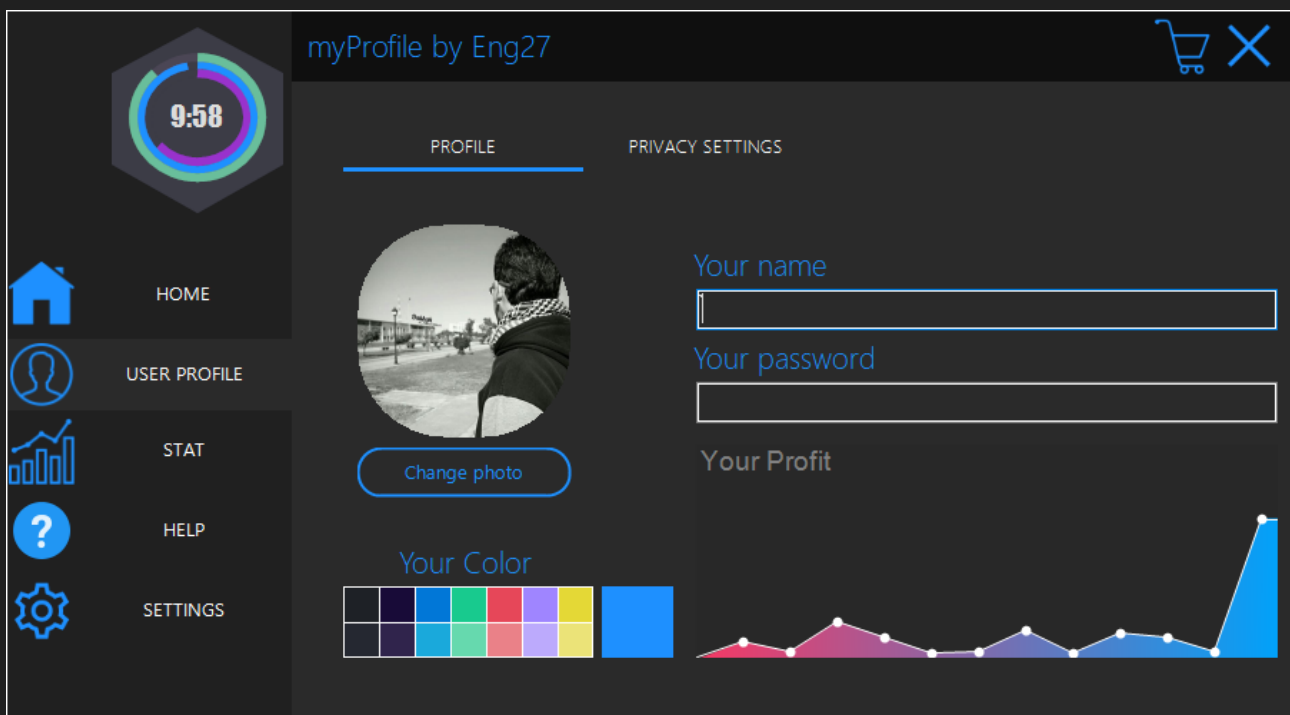 myProfile by Eng27
9:58
PROFILE
PRIVACY SETTINGS
HOME
USER PROFILE
STAT
HELP
SETTINGS
Change photo
Your Color
Your name
Your password
Your Profit